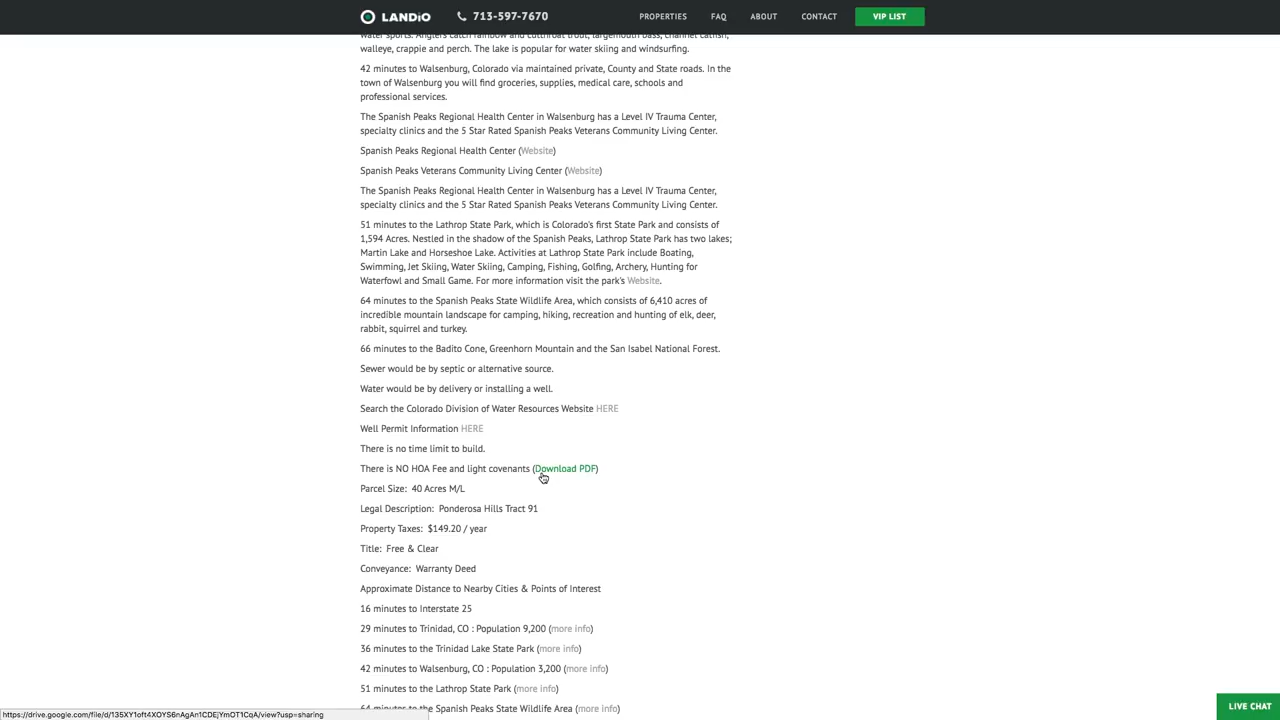 LANDiO
713-597-7670
PROPERTIES
FAQ
ABOUT
CONTACT
VIP LIST
water sports. Anglers catch rainbow and cutthroat trout, largemouth bass, channel catfish,
walleye, crappie and perch. The lake is popular for water skiing and windsurfing.
42 minutes to Walsenburg, Colorado via maintained private, County and State roads. In the
town of Walsenburg you will find groceries, supplies, medical care, schools and
professional services.
The Spanish Peaks Regional Health Center in Walsenburg has a Level IV Trauma Center,
specialty clinics and the 5 Star Rated Spanish Peaks Veterans Community Living Center.
Spanish Peaks Regional Health Center (Website)
Spanish Peaks Veterans Community Living Center (Website)
The Spanish Peaks Regional Health Center in Walsenburg has a Level IV Trauma Center,
specialty clinics and the 5 Star Rated Spanish Peaks Veterans Community Living Center.
51 minutes to the Lathrop State Park, which is Colorado's first State Park and consists of
1,594 Acres. Nestled in the shadow of the Spanish Peaks, Lathrop State Park has two lakes;
Martin Lake and Horseshoe Lake. Activities at Lathrop State Park include Boating,
Swimming, Jet Skiing, Water Skiing, Camping, Fishing, Golfing, Archery, Hunting for
Waterfowl and Small Game. For more information visit the park's Website.
64 minutes to the Spanish Peaks State Wildlife Area, which consists of 6,410 acres of
incredible mountain landscape for camping, hiking, recreation and hunting of elk, deer,
rabbit, squirrel and turkey.
66 minutes to the Badito Cone, Greenhorn Mountain and the San Isabel National Forest.
Sewer would be by septic or alternative source.
Water would be by delivery or installing a well.
Search the Colorado Division of Water Resources Website HERE
Well Permit Information HERE
There is no time limit to build.
There is NO HOA Fee and light covenants (Download PDF)
Parcel Size: 40 Acres M/L
Legal Description: Ponderosa Hills Tract 91
Property Taxes: $149.20 / year
Title: Free & Clear
Conveyance: Warranty Deed
Approximate Distance to Nearby Cities & Points of Interest
16 minutes to Interstate 25
29 minutes to Trinidad, CO : Population 9,200 (more info)
36 minutes to the Trinidad Lake State Park (more info)
42 minutes to Walsenburg, CO : Population 3,200 (more info)
51 minutes to the Lathrop State Park (more info)
64 minutes to the Spanish Peaks State Wildlife Area (more info)
LIVE CHAT
https://drive.google.com/file/d/135XY1oft4XOYS6nAgAn1CDEjYmOT1CqA/view?usp=sharing